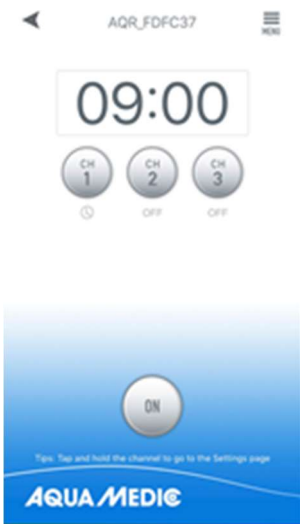 AQR_FDFC37
MENU
09:00
CH CH CH
1 2 3
OFF OFF
ON
Tips: Tap and hold the channel to go to the Settings page
AQUA MEDIC